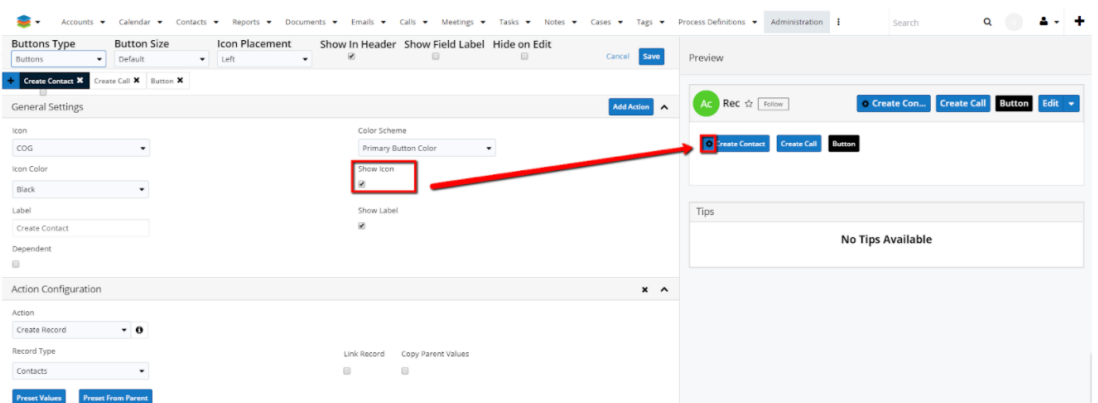 Accounts Calendar Contacts Reports Documents Emails Calls Meetings Tasks Notes Cases Tags Process Definitions Administration Search
Buttons Type Button Size Icon Placement Show In Header Show Field Label Hide on Edit
Buttons Default Left Cancel Save
Create Contact Create Call Button
General Settings Add Action
Icon Color Scheme
COG Primary Button Color
Icon Color Show Icon
Black
Label Show Label
Create Contact
Dependent
Action Configuration
Action
Create Record
Record Type Link Record Copy Parent Values
Contacts
Preset Values Preset From Parent
Preview
Ac Rec Follow Create Con... Create Call Button Edit
Create Contact Create Call Button
Tips
No Tips Available